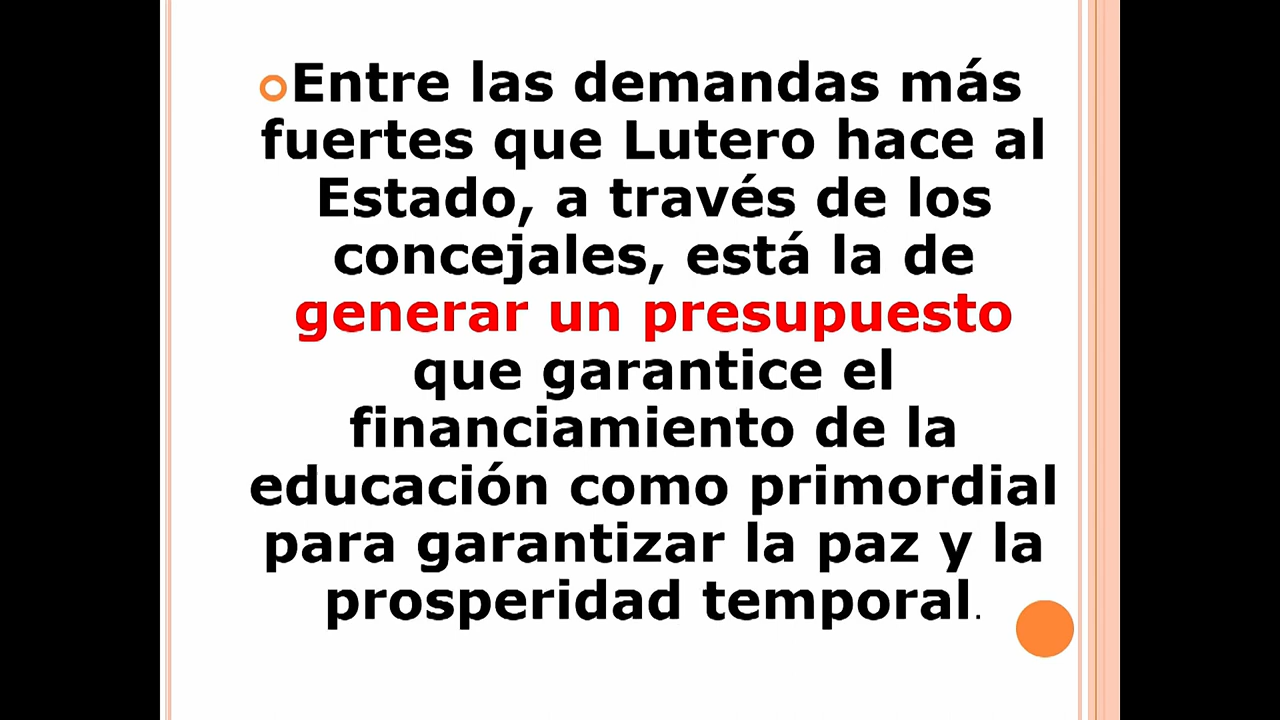 Entre las demandas más
fuertes que Lutero hace al
Estado, a través de los
concejales, está la de
generar un presupuesto
que garantice el
financiamiento de la
educación como primordial
para garantizar la paz y la
prosperidad temporal.